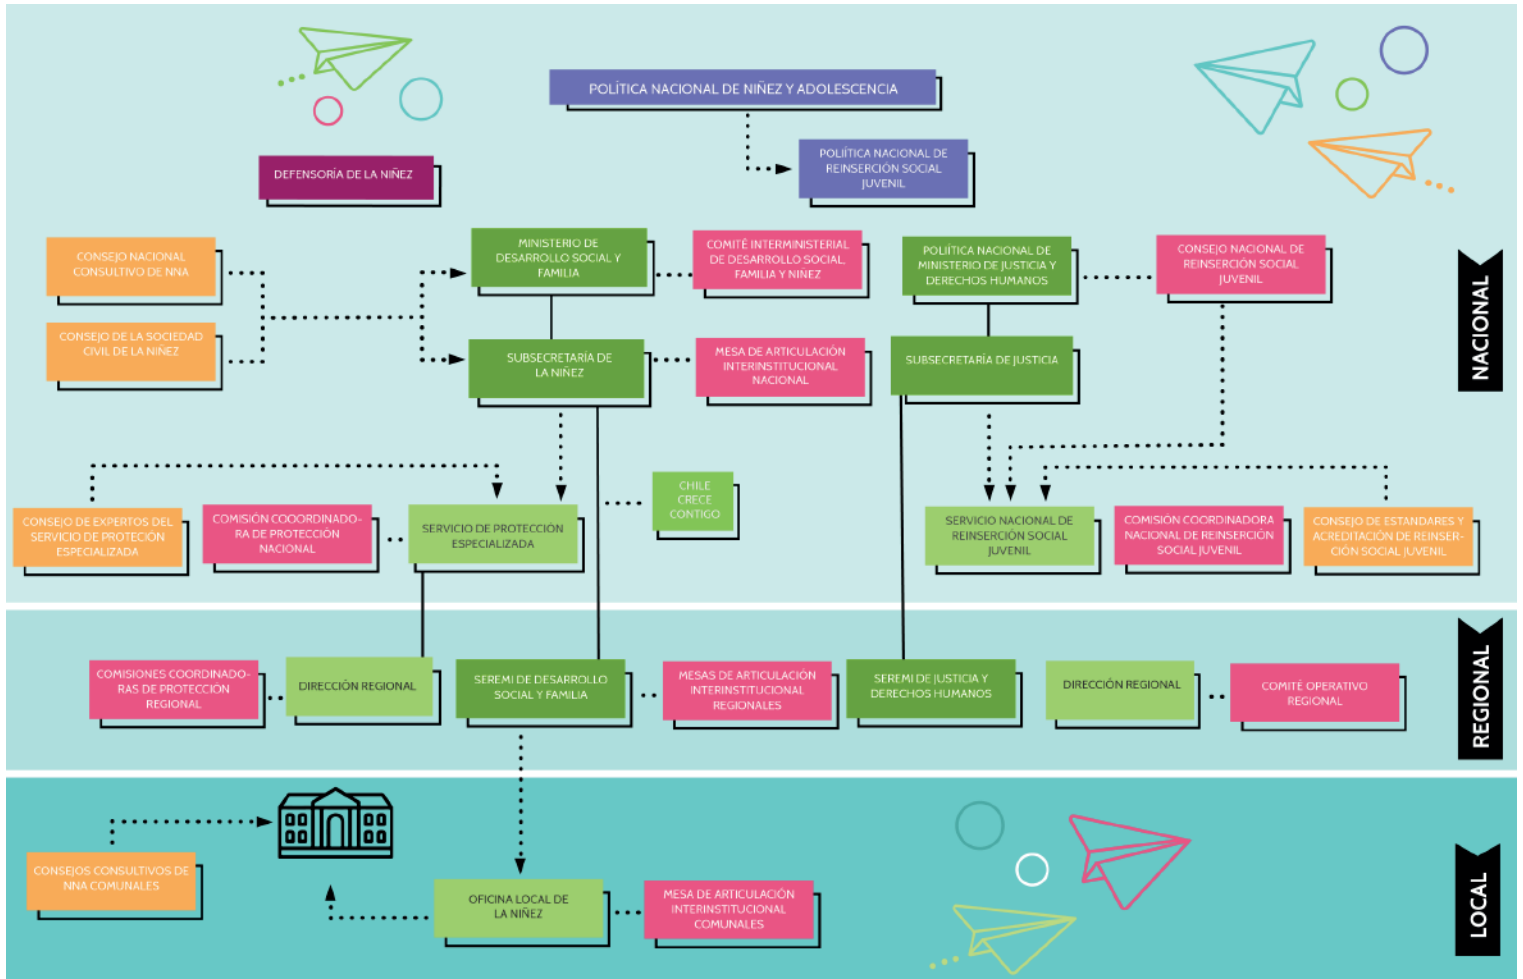 POLÍTICA NACIONAL DE NIÑEZ Y ADOLESCENCIA
POLÍÍTICA NACIONAL DE
REINSERCIÓN SOCIAL
JUVENIL
DEFENSORÍA DE LA NIÑEZ
CONSEJO NACIONAL
CONSULTIVO DE NNA
MINISTERIO DE
DESARROLLO SOCIAL Y
FAMILIA
COMITÉ INTERMINISTERIAL
DE DESARROLLO SOCIAL,
FAMILIA Y NIÑEZ
POLÍTICA NACIONAL DE
MINISTERIO DE JUSTICIA Y
DERECHOS HUMANOS
CONSEJO NACIONAL DE
REINSERCIÓN SOCIAL
JUVENIL
NACIONAL
CONSEJO DE LA SOCIEDAD
CIVIL DE LA NIÑEZ
SUBSECRETARÍA DE
LA NIÑEZ
MESA DE ARTICULACIÓN
INTERINSTITUCIONAL
NACIONAL
SUBSECRETARÍA DE JUSTICIA
CHILE
CRECE
CONTIGO
CONSEJO DE EXPERTOS DEL
SERVICIO DE PROTECIÓN
ESPECIALIZADA
COMISIÓN COOORDINADO-
RA DE PROTECCIÓN
NACIONAL
SERVICIO DE PROTECCIÓN
ESPECIALIZADA
SERVICIO NACIONAL DE
REINSERCIÓN SOCIAL
JUVENIL
COMISIÓN COORDINADORA
NACIONAL DE REINSERCIÓN
SOCIAL JUVENIL
CONSEJO DE ESTANDARES Y
ACREDITACIÓN DE REINSER-
CIÓN SOCIAL JUVENIL
COMISIONES COORDINADO-
RAS DE PROTECCIÓN
REGIONAL
DIRECCIÓN REGIONAL
SEREMI DE DESARROLLO
SOCIAL Y FAMILIA
MESAS DE ARTICULACIÓN
INTERINSTITUCIONAL
REGIONALES
SEREMI DE JUSTICIA Y
DERECHOS HUMANOS
DIRECCIÓN REGIONAL
COMITÉ OPERATIVO
REGIONAL
REGIONAL
CONSEJOS CONSULTIVOS DE
NNA COMUNALES
OFICINA LOCAL DE
LA NIÑEZ
MESA DE ARTICULACIÓN
INTERINSTITUCIONAL
COMUNALES
LOCAL